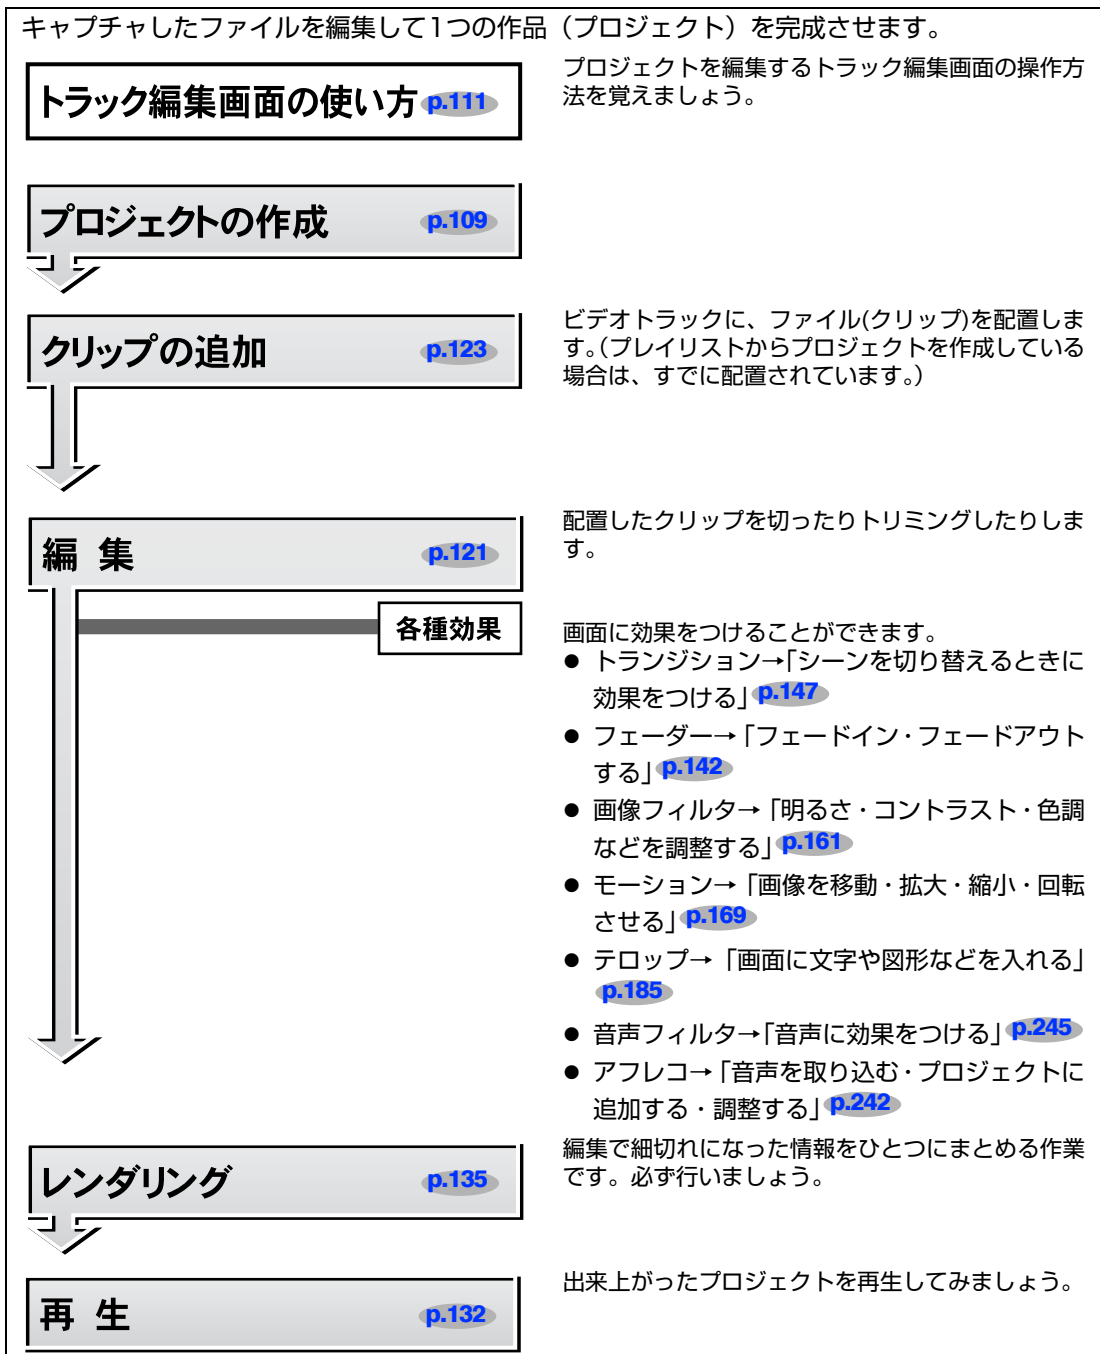 キャプチャしたファイルを編集して1つの作品（プロジェクト）を完成させます。
トラック編集画面の使い方 p.111
プロジェクトを編集するトラック編集画面の操作方
法を覚えましょう。
プロジェクトの作成 p.109
クリップの追加 p.123
ビデオトラックに、ファイル(クリップ)を配置しま
す。（プレイリストからプロジェクトを作成している
場合は、すでに配置されています。）
編 集 p.121
配置したクリップを切ったりトリミングしたりしま
す。
各種効果
画面に効果をつけることができます。
● トランジション→「シーンを切り替えるときに
効果をつける」p.147
● フェーダー→「フェードイン・フェードアウト
する」p.142
● 画像フィルタ→「明るさ・コントラスト・色調
などを調整する」p.161
● モーション→「画像を移動・拡大・縮小・回転
させる」p.169
● テロップ→「画面に文字や図形などを入れる」
p.185
● 音声フィルタ→「音声に効果をつける」p.245
● アフレコ→「音声を取り込む・プロジェクトに
追加する・調整する」p.242
レンダリング p.135
編集で細切れになった情報をひとつにまとめる作業
です。必ず行いましょう。
再 生 p.132
出来上がったプロジェクトを再生してみましょう。